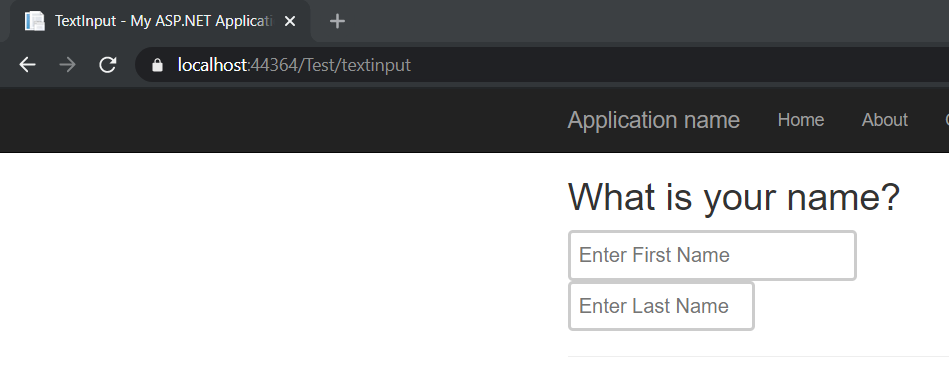 TextInput - My ASP.NET Applicati
localhost:44364/Test/textinput
Application name Home About
What is your name?
Enter First Name
Enter Last Name